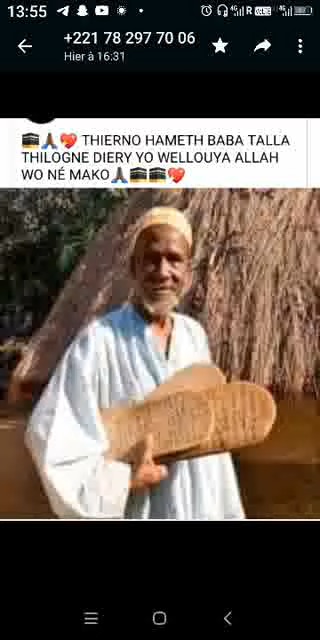 13:55
+221 78 297 70 06
Hier à 16:31
🕋🙏🏿💖 THIERNO HAMETH BABA TALLA
THILOGNE DIERY YO WELLOUYA ALLAH
WO NÉ MAKO🙏🏿🕋🕋💖